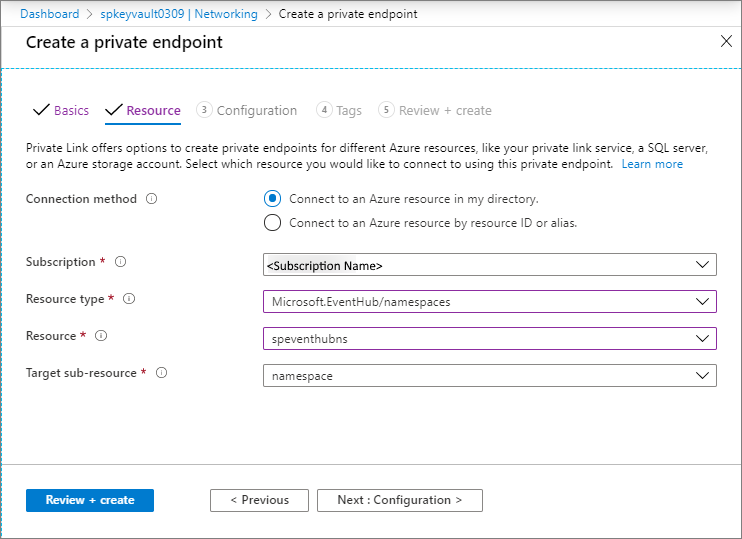 Dashboard > spkeyvault0309 | Networking > Create a private endpoint
Create a private endpoint
Basics Resource 3 Configuration 4 Tags 5 Review + create
Private Link offers options to create private endpoints for different Azure resources, like your private link service, a SQL server,
or an Azure storage account. Select which resource you would like to connect to using this private endpoint. Learn more
Connection method Connect to an Azure resource in my directory.
Connect to an Azure resource by resource ID or alias.
Subscription * <Subscription Name>
Resource type * Microsoft.EventHub/namespaces
Resource * speventhubns
Target sub-resource * namespace
Review + create < Previous Next : Configuration >